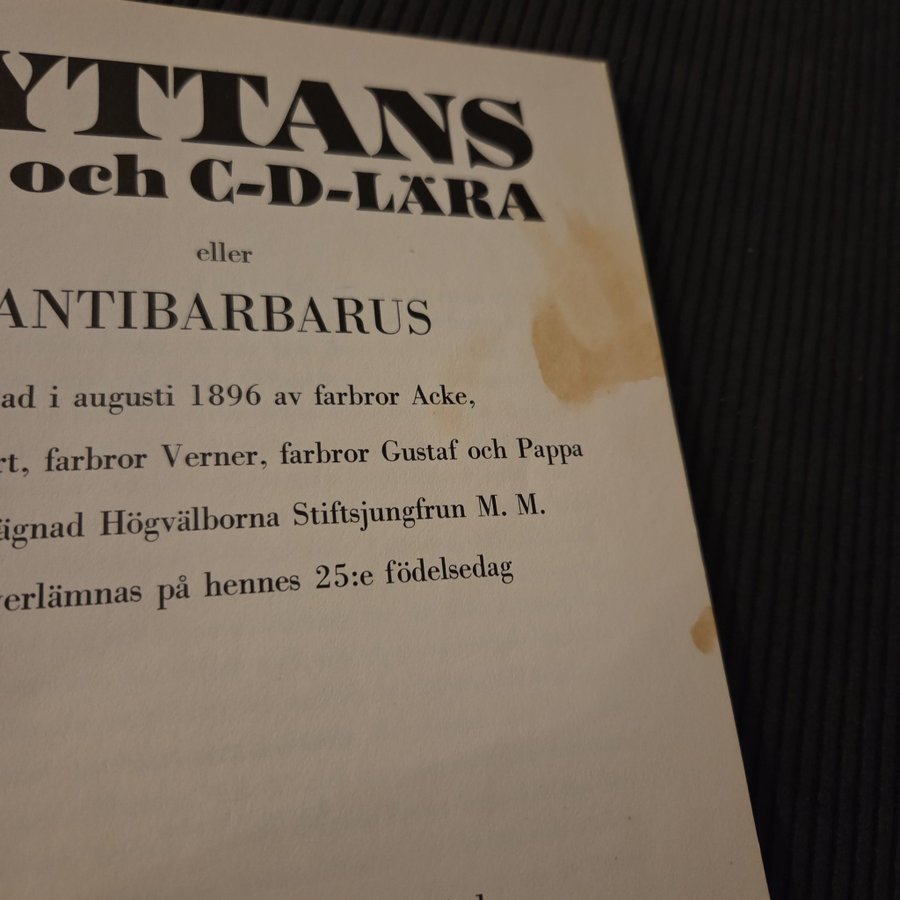 YTTANS
och C-D-LÄRA
eller
ANTIBARBARUS
ad i augusti 1896 av farbror Acke,
rt, farbror Verner, farbror Gustaf och Pappa
ägnad Högvälborna Stiftsjungfrun M. M.
verlämnas på hennes 25:e födelsedag